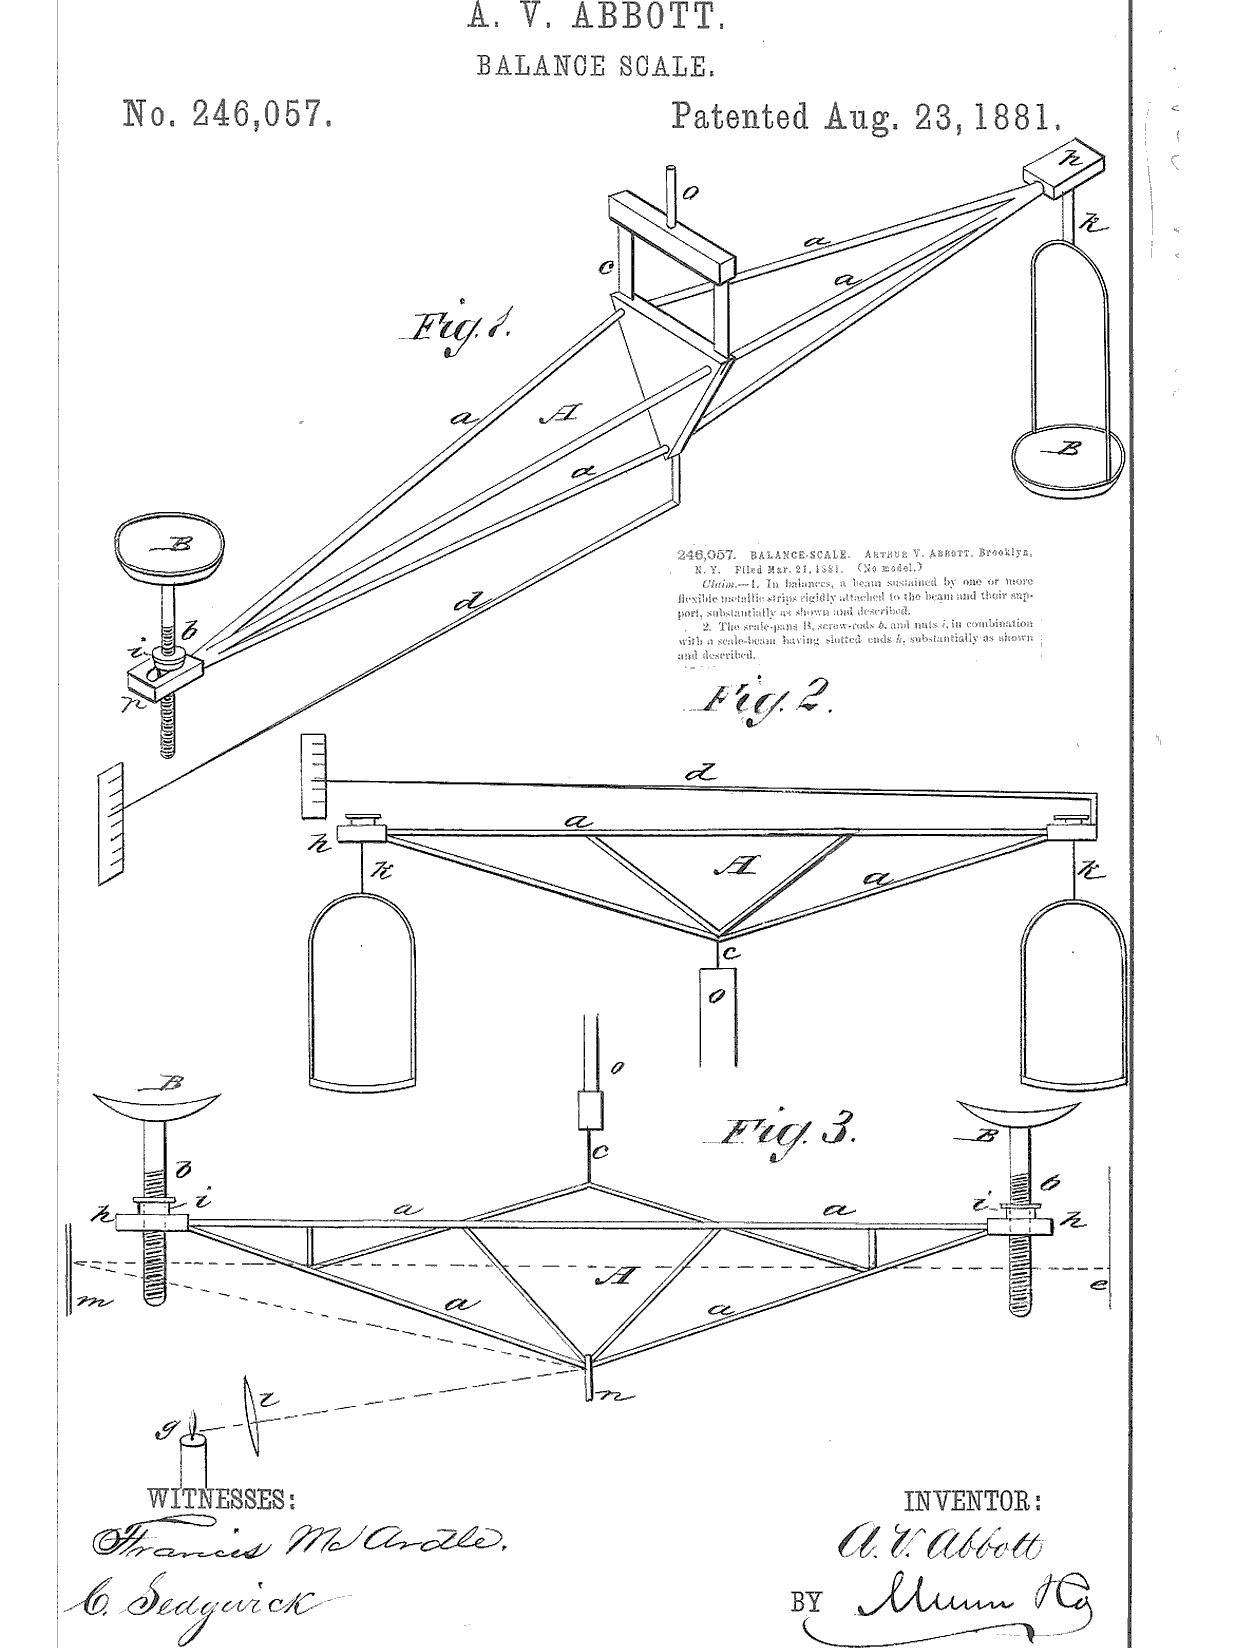 A. V. ABBOTT.
BALANCE SCALE.
No. 246,057.
Patented Aug. 23, 1881.
h
o
k
a
c
a
Fig. 1.
a
A
B
a
B
246,057. BALANCE-SCALE. ARTHUR V. ABBOTT, Brooklyn,
N. Y. Filed Mar. 21, 1881. (No model.)
Claim.—1. In balances, a beam sustained by one or more
flexible metallic strips rigidly attached to the beam and their sup-
port, substantially as shown and described.
2. The scale-pans B, screw-rods b, and nuts i, in combination
with a scale-beam having slotted ends h, substantially as shown
and described.
d
b
i
Fig. 2.
d
a
h
A
k
a
k
c
o
o
B
Fig. 3.
B
c
b
i
b
h
a
a
i
h
A
m
a
a
e
n
g
WITNESSES:
INVENTOR:
Francis McArdle.
A. V. Abbott
C. Sedgwick
BY Munn & Co